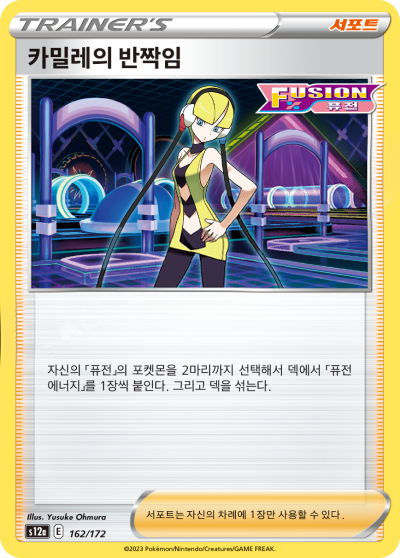 TRAINER'S
서포트
카밀레의 반짝임
FUSION
퓨전
자신의 「퓨전」의 포켓몬을 2마리까지 선택해서 덱에서 「퓨전
에너지」를 1장씩 붙인다. 그리고 덱을 섞는다.
Illus. Yusuke Ohmura
s12a E 162/172
서포트는 자신의 차례에 1장만 사용할 수 있다.
©2023 Pokémon/Nintendo/Creatures/GAME FREAK.